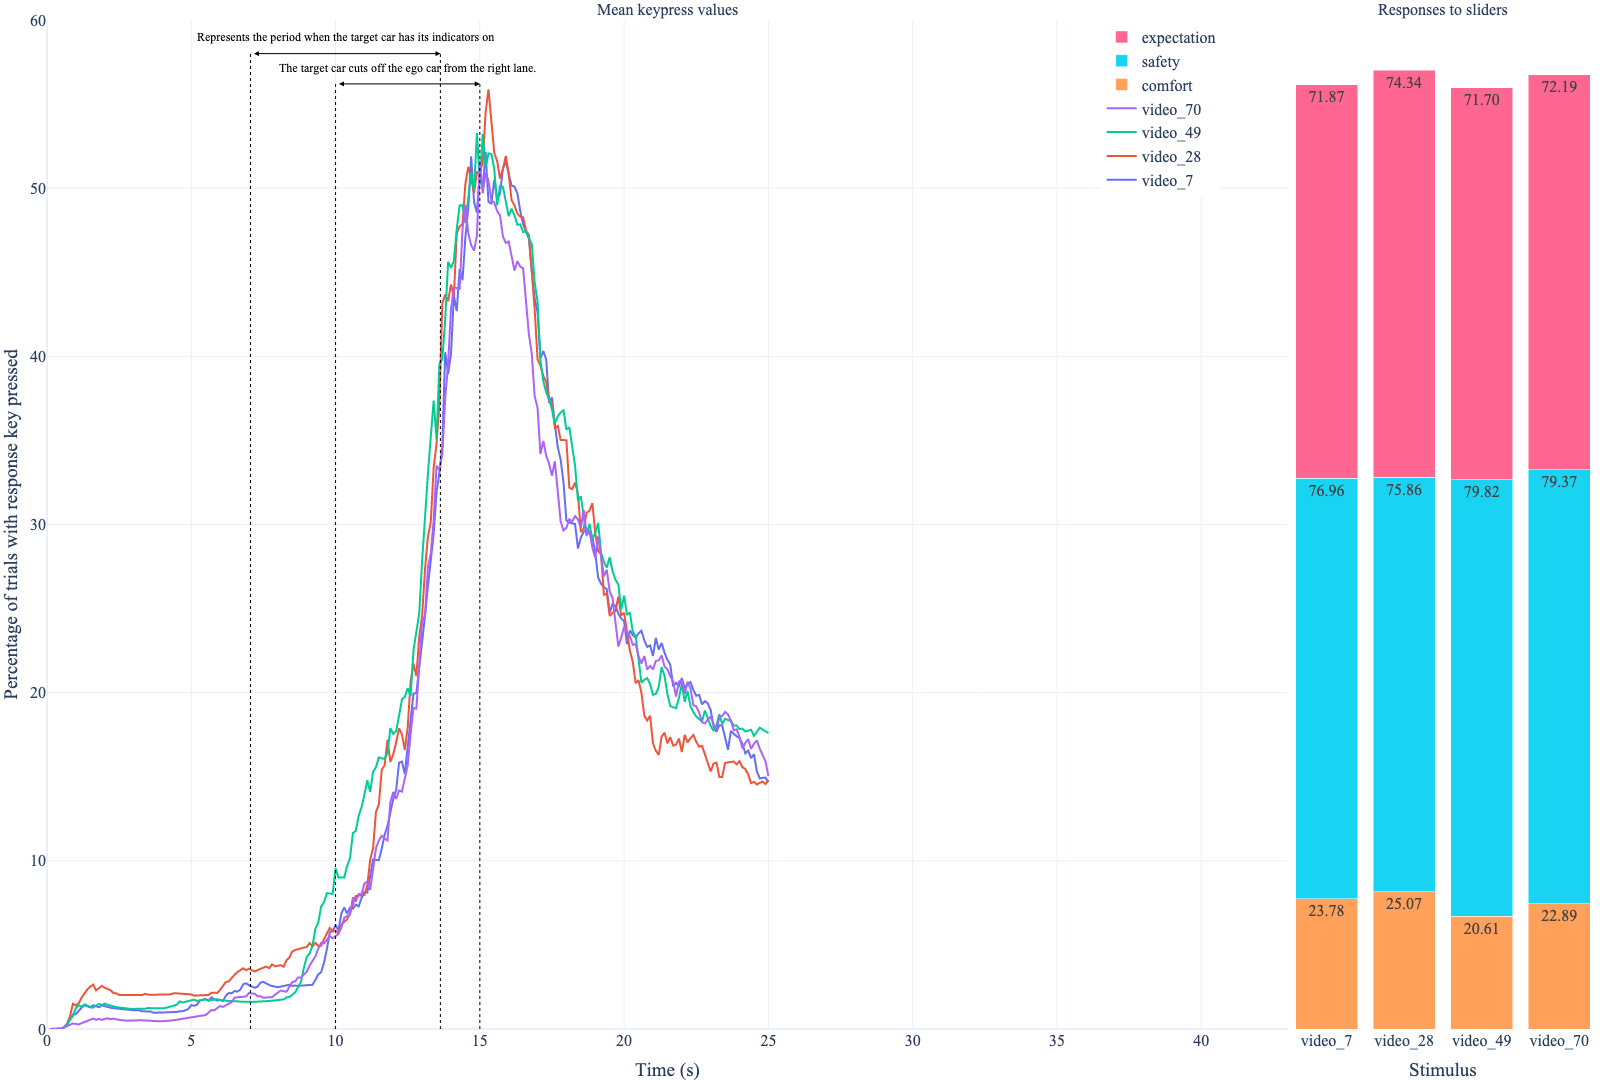 Mean keypress values
Responses to sliders
Represents the period when the target car has its indicators on
The target car cuts off the ego car from the right lane.
expectation
safety
comfort
video_70
video_49
video_28
video_7
Percentage of trials with response key pressed
60
50
40
30
20
10
0
0 5 10 15 20 25 30 35 40
Time (s)
71.87 74.34 71.70 72.19
76.96 75.86 79.82 79.37
23.78 25.07 20.61 22.89
video_7 video_28 video_49 video_70
Stimulus